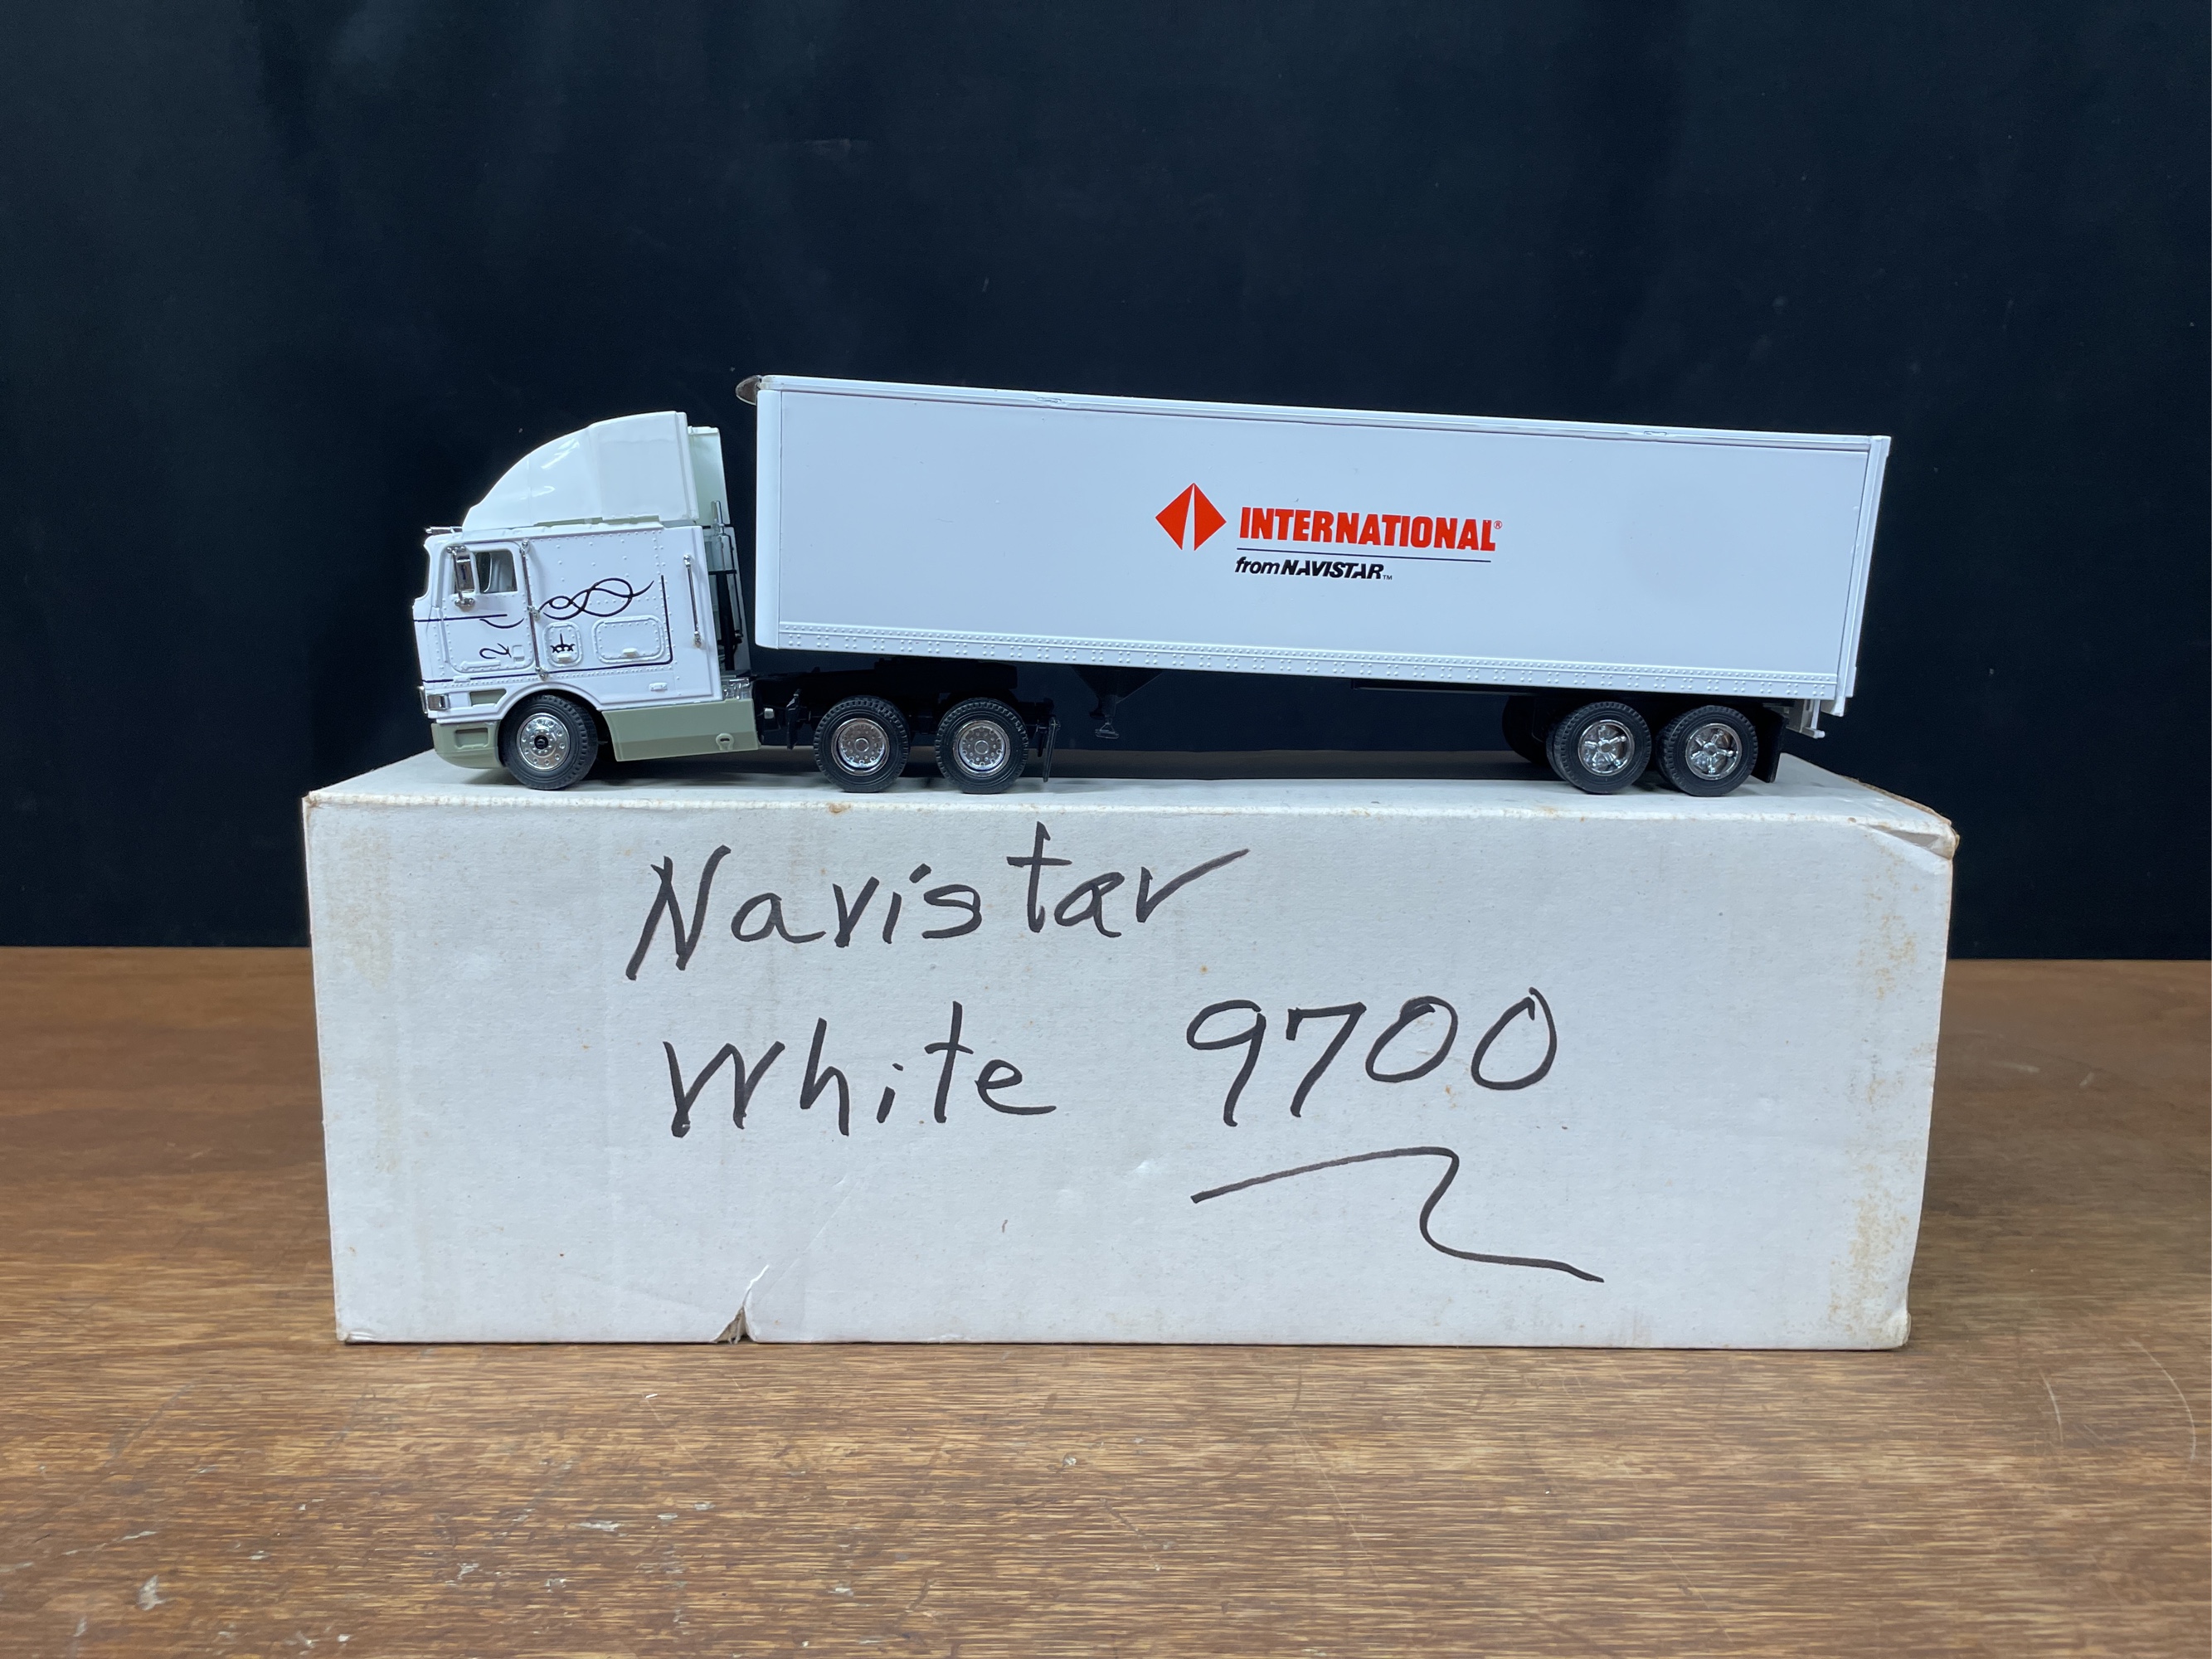 INTERNATIONAL®
from NAVISTAR™
Navistar
White 9700